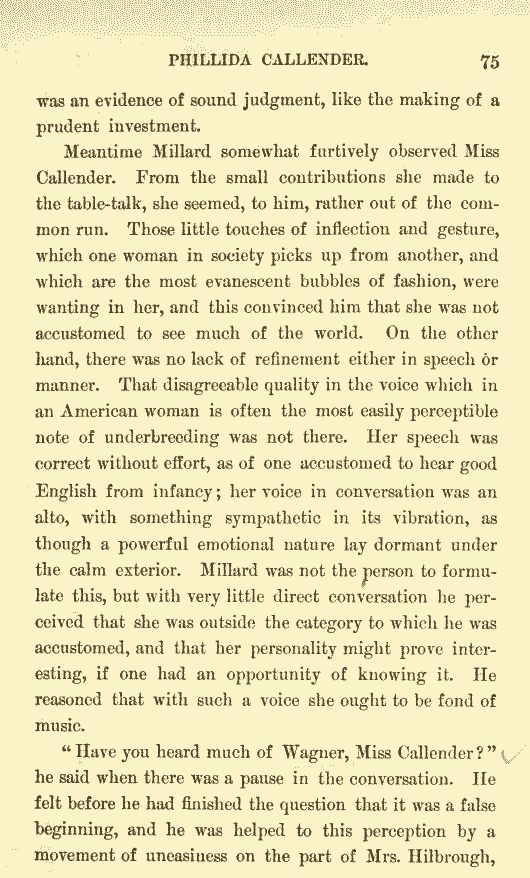 PHILLIDA CALLENDER. 75
was an evidence of sound judgment, like the making of a
prudent investment.
Meantime Millard somewhat furtively observed Miss
Callender. From the small contributions she made to
the table-talk, she seemed, to him, rather out of the com-
mon run. Those little touches of inflection and gesture,
which one woman in society picks up from another, and
which are the most evanescent bubbles of fashion, were
wanting in her, and this convinced him that she was not
accustomed to see much of the world. On the other
hand, there was no lack of refinement either in speech or
manner. That disagreeable quality in the voice which in
an American woman is often the most easily perceptible
note of underbreeding was not there. Her speech was
correct without effort, as of one accustomed to hear good
English from infancy; her voice in conversation was an
alto, with something sympathetic in its vibration, as
though a powerful emotional nature lay dormant under
the calm exterior. Millard was not the person to formu-
late this, but with very little direct conversation he per-
ceived that she was outside the category to which he was
accustomed, and that her personality might prove inter-
esting, if one had an opportunity of knowing it. He
reasoned that with such a voice she ought to be fond of
music.
"Have you heard much of Wagner, Miss Callender?"
he said when there was a pause in the conversation. He
felt before he had finished the question that it was a false
beginning, and he was helped to this perception by a
movement of uneasiness on the part of Mrs. Hilbrough,